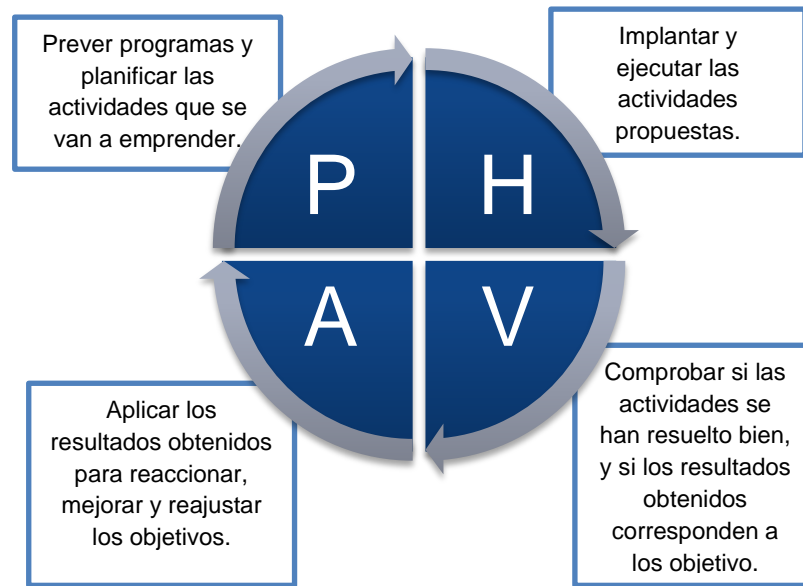 Prever programas y
planificar las
actividades que se
van a emprender.
Implantar y
ejecutar las
actividades
propuestas.
P
H
A
V
Aplicar los
resultados obtenidos
para reaccionar,
mejorar y reajustar
los objetivos.
Comprobar si las
actividades se
han resuelto bien,
y si los resultados
obtenidos
corresponden a
los objetivo.